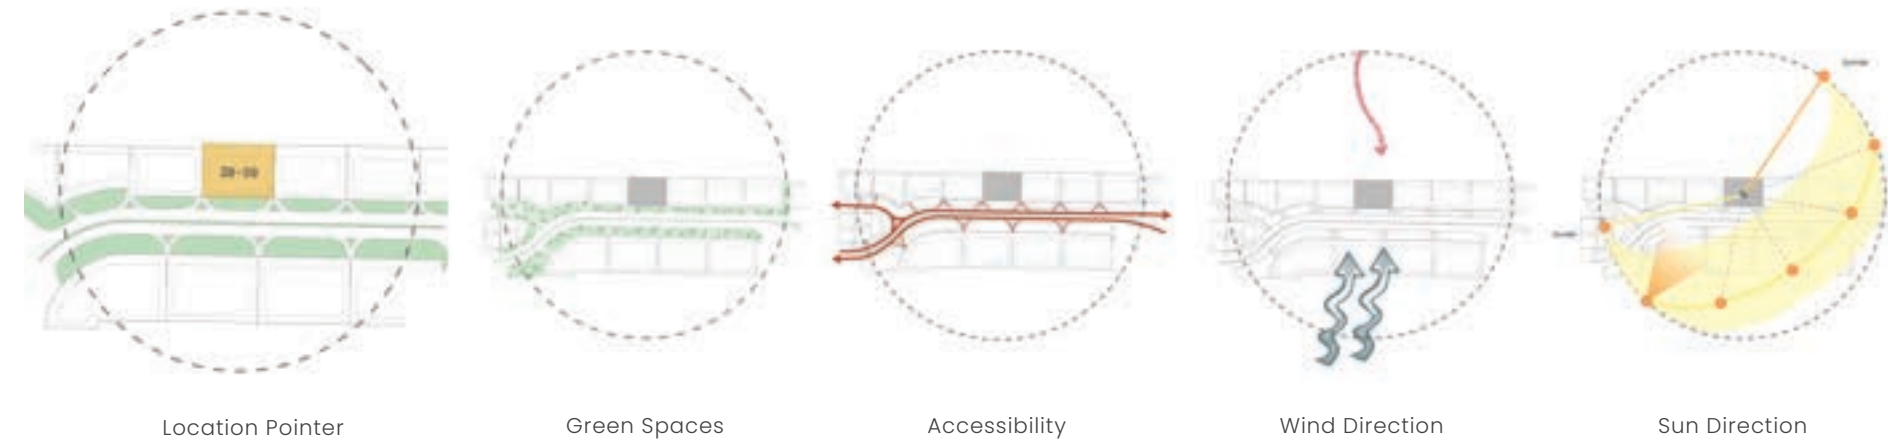 Location Pointer
Green Spaces
Accessibility
Wind Direction
Sun Direction